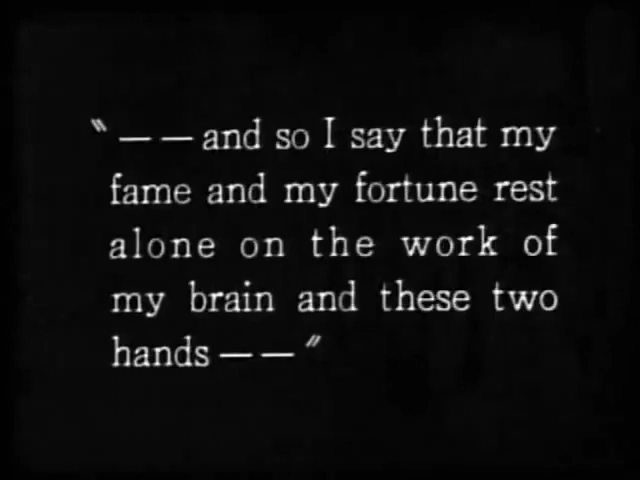 "— — and so I say that my
fame and my fortune rest
alone on the work of
my brain and these two
hands — —"